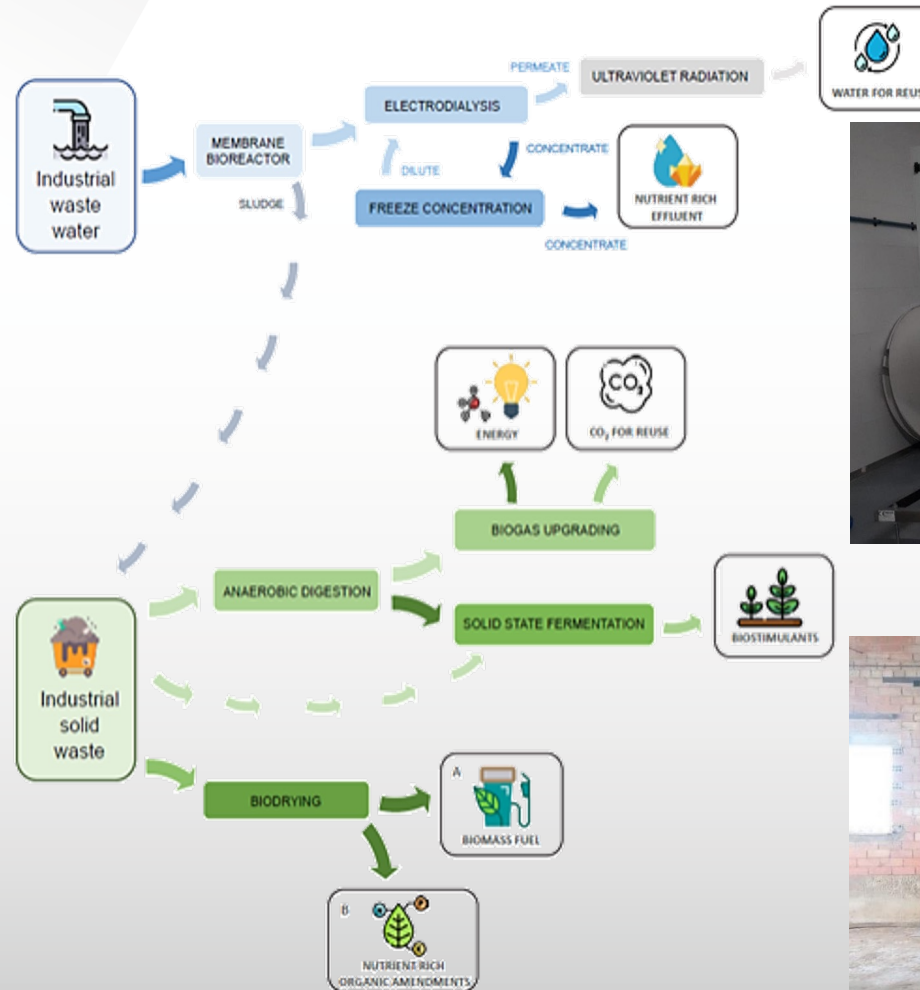 PERMEATE
ULTRAVIOLET RADIATION
WATER FOR REUS
ELECTRODIALYSIS
Industrial
waste
water
MEMBRANE
BIOREACTOR
CONCENTRATE
DILUTE
SLUDGE
FREEZE CONCENTRATION
NUTRIENT RICH
EFFLUENT
CONCENTRATE
CO₂
ENERGY
CO₂ FOR REUSE
BIOGAS UPGRADING
ANAEROBIC DIGESTION
SOLID STATE FERMENTATION
BIOSTIMULANTS
Industrial
solid
waste
BIODRYING
A
BIOMASS FUEL
B
NUTRIENT RICH
ORGANIC AMENDMENTS